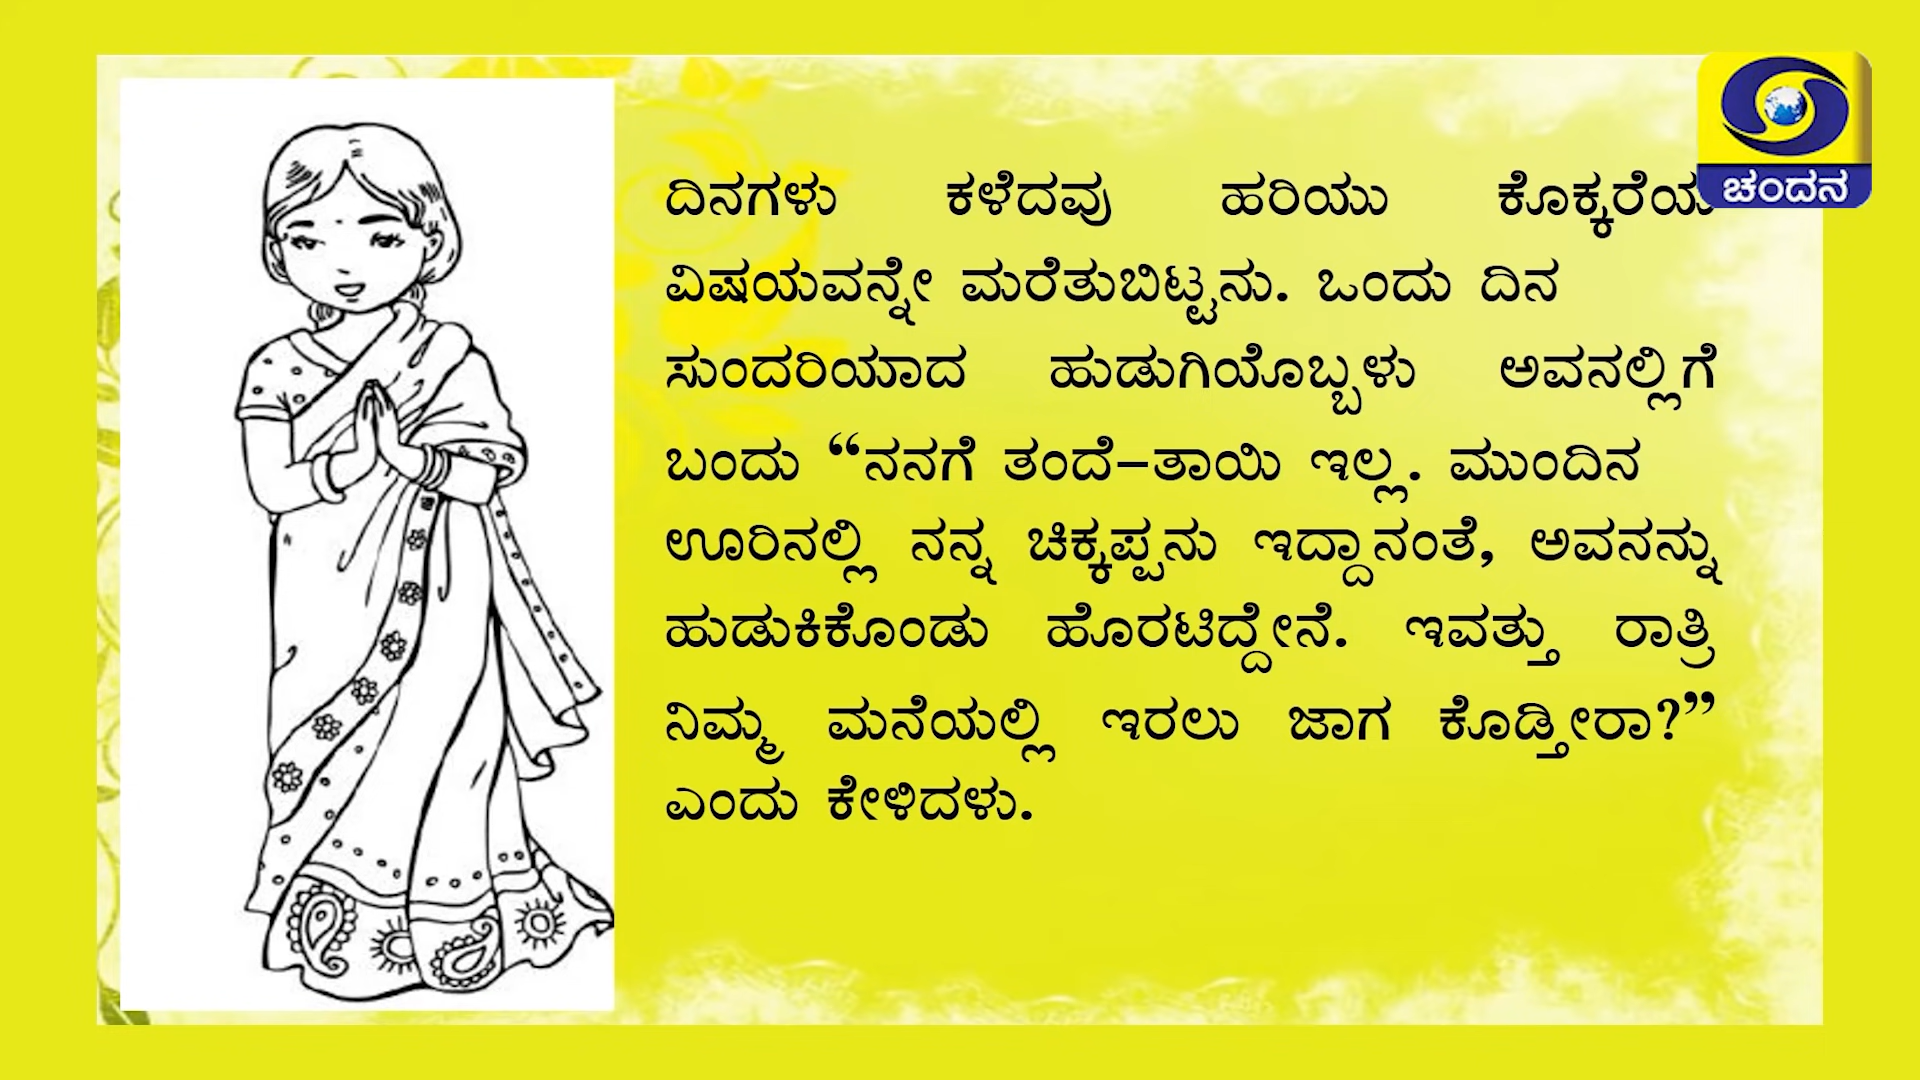 ದಿನಗಳು ಕಳೆದವು ಹರಿಯು ಕೊಕ್ಕರೆಯ
ವಿಷಯವನ್ನೇ ಮರೆತುಬಿಟ್ಟನು. ಒಂದು ದಿನ
ಸುಂದರಿಯಾದ ಹುಡುಗಿಯೊಬ್ಬಳು ಅವನಲ್ಲಿಗೆ
ಬಂದು “ನನಗೆ ತಂದೆ–ತಾಯಿ ಇಲ್ಲ. ಮುಂದಿನ
ಊರಿನಲ್ಲಿ ನನ್ನ ಚಿಕ್ಕಪ್ಪನು ಇದ್ದಾನಂತೆ, ಅವನನ್ನು
ಹುಡುಕಿಕೊಂಡು ಹೊರಟಿದ್ದೇನೆ. ಇವತ್ತು ರಾತ್ರಿ
ನಿಮ್ಮ ಮನೆಯಲ್ಲಿ ಇರಲು ಜಾಗ ಕೊಡ್ತೀರಾ?”
ಎಂದು ಕೇಳಿದಳು.
ಚಂದನ